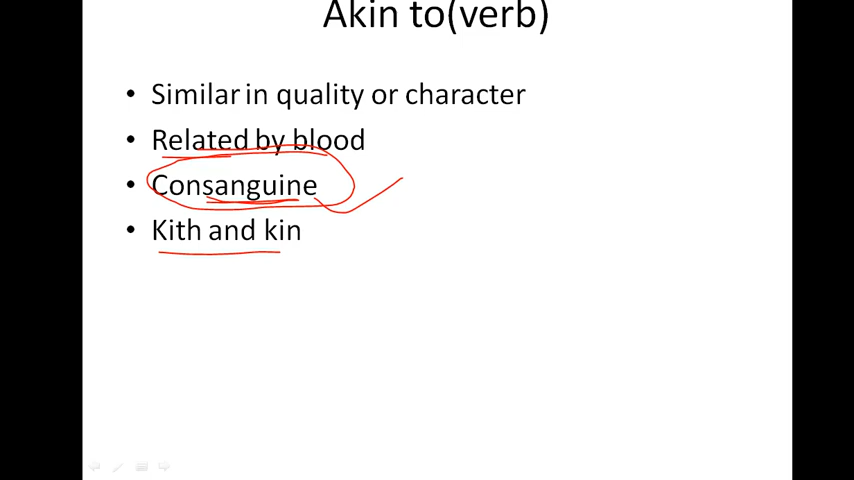 Akin to(verb)
• Similar in quality or character
• Related by blood
• Consanguine
• Kith and kin